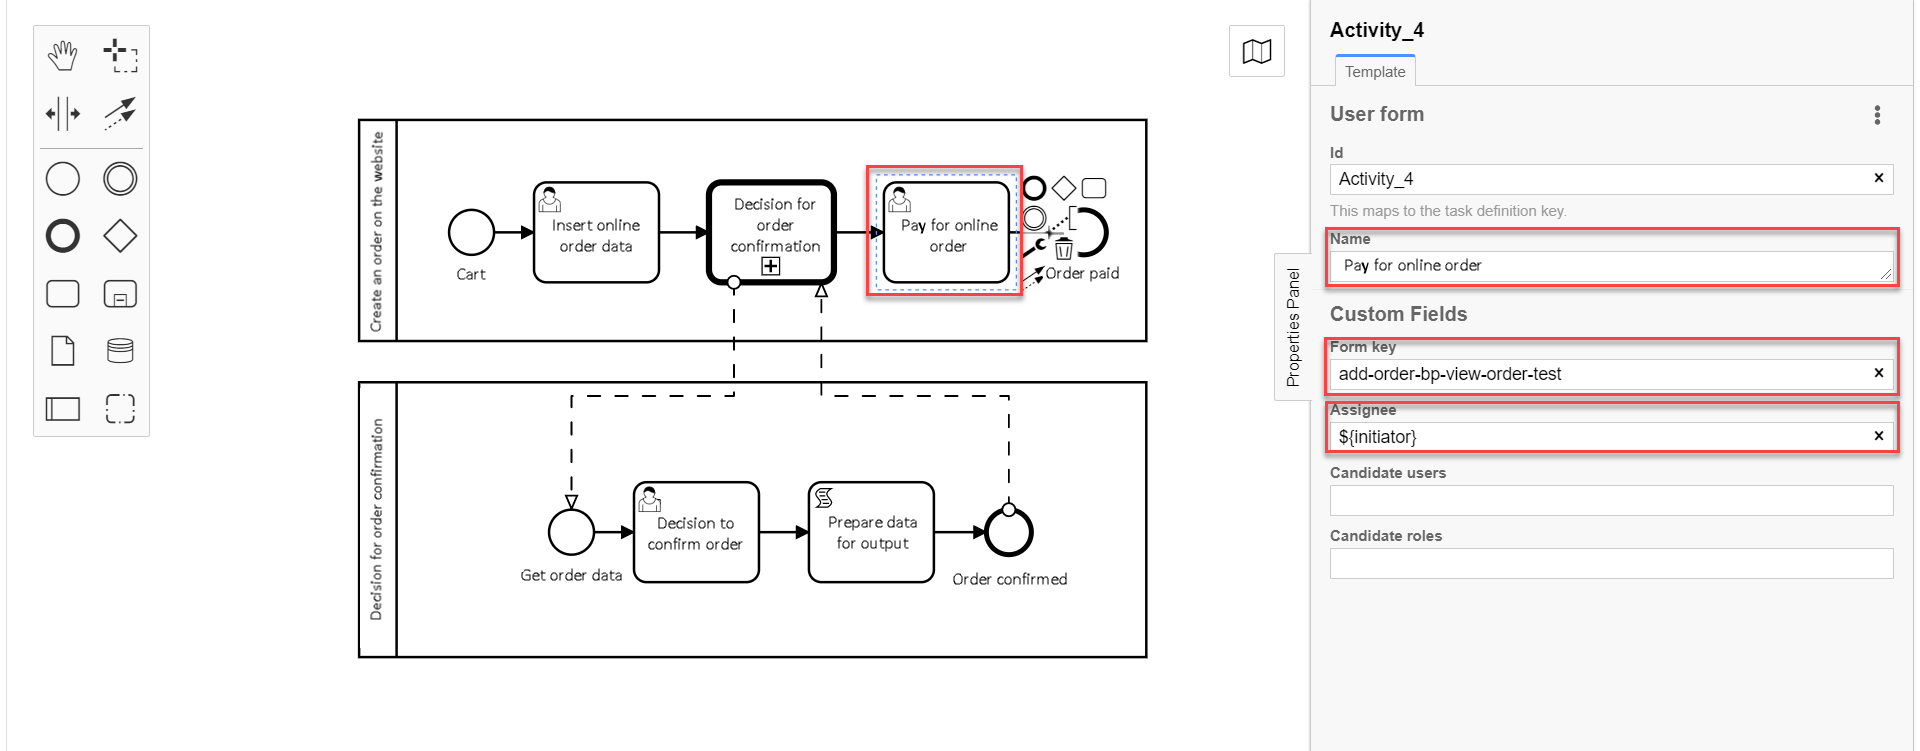 Create an order on the website
Cart
Insert online
order data
Decision for
order
confirmation
Pay for online
order
Order paid
Decision for order confirmation
Get order data
Decision to
confirm order
Prepare data
for output
Order confirmed
Properties Panel
Activity_4
Template
User form
Id
Activity_4
This maps to the task definition key.
Name
Pay for online order
Custom Fields
Form key
add-order-bp-view-order-test
Assignee
${initiator}
Candidate users
Candidate roles